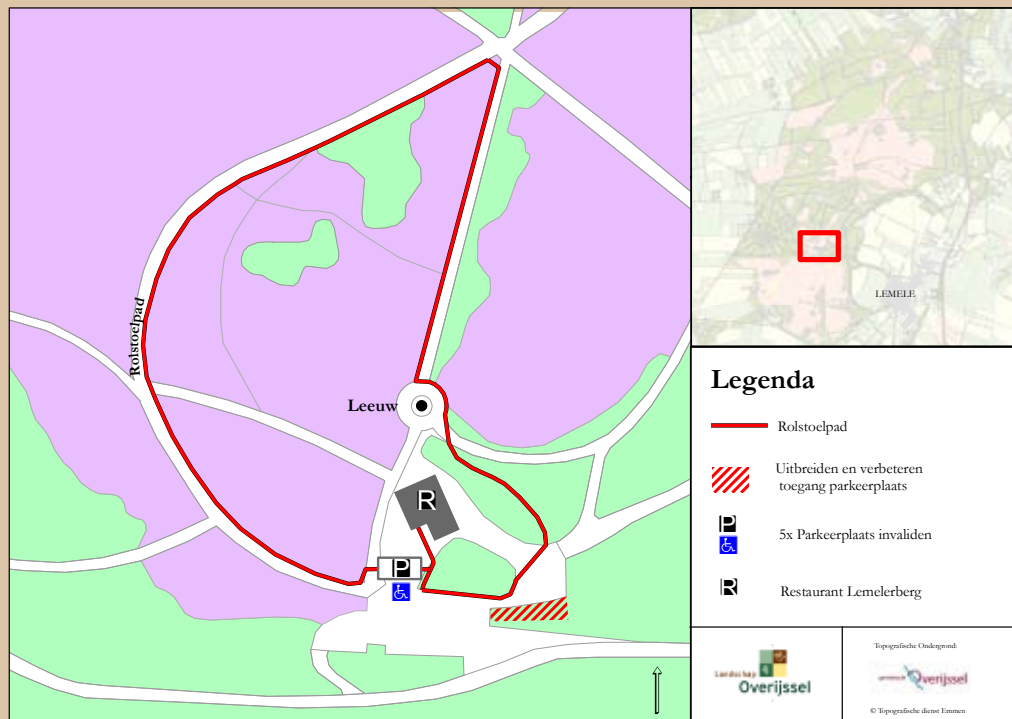 Rolstoelpad
Leeuw
R
P
LEMELE
Legenda
Rolstoelpad
Uitbreiden en verbeteren
toegang parkeerplaats
P
5x Parkeerplaats invaliden
R
Restaurant Lemelerberg
Landschap
Overijssel
Topografische Ondergrond:
Overijssel
© Topografische dienst Emmen